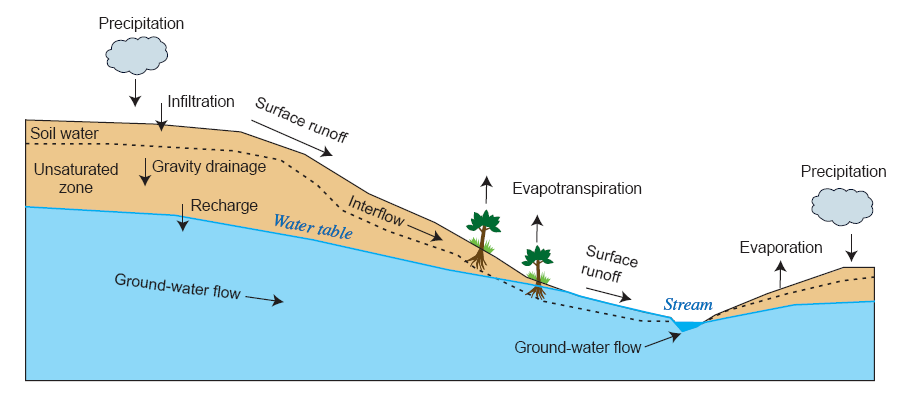 Precipitation
Infiltration
Surface runoff
Soil water
Unsaturated
zone
Gravity drainage
Recharge
Water table
Interflow
Evapotranspiration
Precipitation
Evaporation
Surface
runoff
Stream
Ground-water flow
Ground-water flow